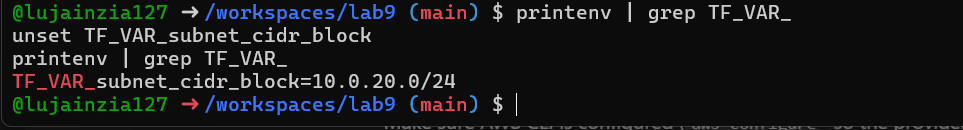 @lujainzia127 ➜ /workspaces/lab9 (main) $ printenv | grep TF_VAR_
unset TF_VAR_subnet_cidr_block
printenv | grep TF_VAR_
TF_VAR_subnet_cidr_block=10.0.20.0/24
@lujainzia127 ➜ /workspaces/lab9 (main) $